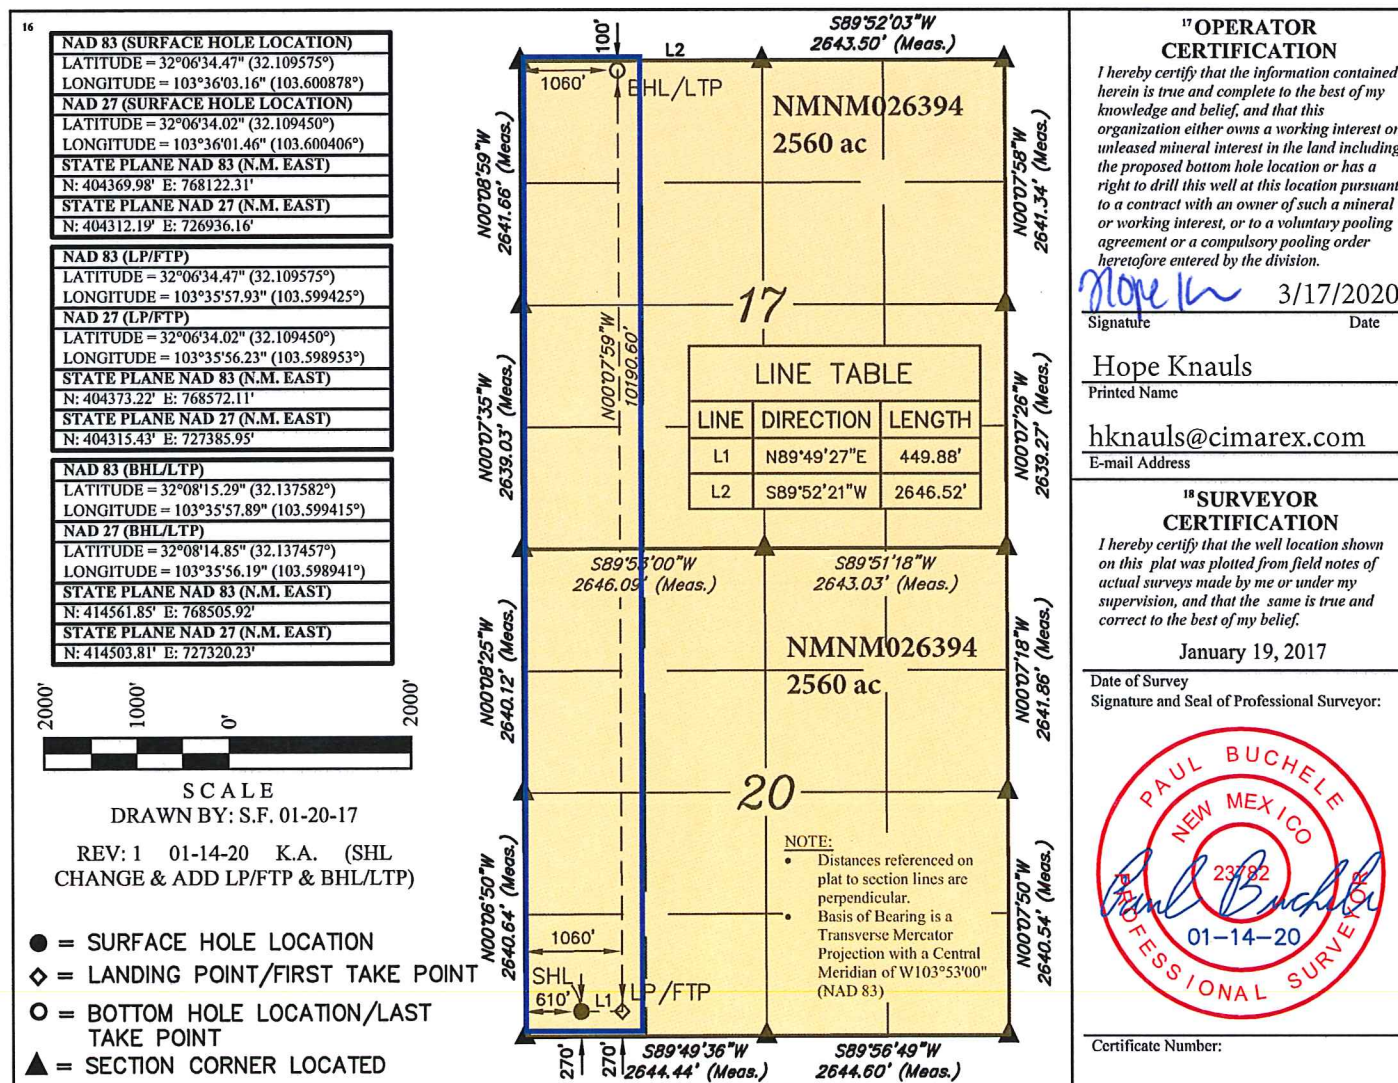 16
NAD 83 (SURFACE HOLE LOCATION)
LATITUDE = 32°06'34.47" (32.109575°)
LONGITUDE = 103°36'03.16" (103.600878°)
NAD 27 (SURFACE HOLE LOCATION)
LATITUDE = 32°06'34.02" (32.109450°)
LONGITUDE = 103°36'01.46" (103.600406°)
STATE PLANE NAD 83 (N.M. EAST)
N: 404369.98' E: 768122.31'
STATE PLANE NAD 27 (N.M. EAST)
N: 404312.19' E: 726936.16'
NAD 83 (LP/FTP)
LATITUDE = 32°06'34.47" (32.109575°)
LONGITUDE = 103°35'57.93" (103.599425°)
NAD 27 (LP/FTP)
LATITUDE = 32°06'34.02" (32.109450°)
LONGITUDE = 103°35'56.23" (103.598953°)
STATE PLANE NAD 83 (N.M. EAST)
N: 404373.22' E: 768572.11'
STATE PLANE NAD 27 (N.M. EAST)
N: 404315.43' E: 727385.95'
NAD 83 (BHL/LTP)
LATITUDE = 32°08'15.29" (32.137582°)
LONGITUDE = 103°35'57.89" (103.599415°)
NAD 27 (BHL/LTP)
LATITUDE = 32°08'14.85" (32.137457°)
LONGITUDE = 103°35'56.19" (103.598941°)
STATE PLANE NAD 83 (N.M. EAST)
N: 414561.85' E: 768505.92'
STATE PLANE NAD 27 (N.M. EAST)
N: 414503.81' E: 727320.23'
2000'
1000'
0'
2000'
SCALE
DRAWN BY: S.F. 01-20-17
REV: 1 01-14-20 K.A. (SHL
CHANGE & ADD LP/FTP & BHL/LTP)
= SURFACE HOLE LOCATION
= LANDING POINT/FIRST TAKE POINT
= BOTTOM HOLE LOCATION/LAST
TAKE POINT
= SECTION CORNER LOCATED
100'
L2
S89°52'03"W
2643.50' (Meas.)
1060'
BHL/LTP
NMNM026394
2560 ac
N00°08'59"W
2641.66' (Meas.)
N00°07'58"W
2641.34' (Meas.)
17
N00°07'59"W
10190.60'
N00°07'35"W
2639.03' (Meas.)
N00°07'26"W
2639.27' (Meas.)
LINE TABLE
LINE DIRECTION LENGTH
L1 N89°49'27"E 449.88'
L2 S89°52'21"W 2646.52'
S89°53'00"W
2646.09' (Meas.)
S89°51'18"W
2643.03' (Meas.)
NMNM026394
2560 ac
N00°08'25"W
2640.12' (Meas.)
N00°07'18"W
2641.86' (Meas.)
20
NOTE:
• Distances referenced on
plat to section lines are
perpendicular.
• Basis of Bearing is a
Transverse Mercator
Projection with a Central
Meridian of W103°53'00"
(NAD 83)
N00°06'50"W
2640.64' (Meas.)
N00°07'50"W
2640.54' (Meas.)
1060'
SHL
610'
L1
LP/FTP
270'
270'
S89°49'36"W
2644.44' (Meas.)
S89°56'49"W
2644.60' (Meas.)
17 OPERATOR
CERTIFICATION
I hereby certify that the information contained
herein is true and complete to the best of my
knowledge and belief, and that this
organization either owns a working interest or
unleased mineral interest in the land including
the proposed bottom hole location or has a
right to drill this well at this location pursuant
to a contract with an owner of such a mineral
or working interest, or to a voluntary pooling
agreement or a compulsory pooling order
heretofore entered by the division.
3/17/2020
Signature Date
Hope Knauls
Printed Name
hknauls@cimarex.com
E-mail Address
18 SURVEYOR
CERTIFICATION
I hereby certify that the well location shown
on this plat was plotted from field notes of
actual surveys made by me or under my
supervision, and that the same is true and
correct to the best of my belief.
January 19, 2017
Date of Survey
Signature and Seal of Professional Surveyor:
PAUL BUCHELE
NEW MEXICO
23782
Paul Buchele
01-14-20
PROFESSIONAL SURVEYOR
Certificate Number: